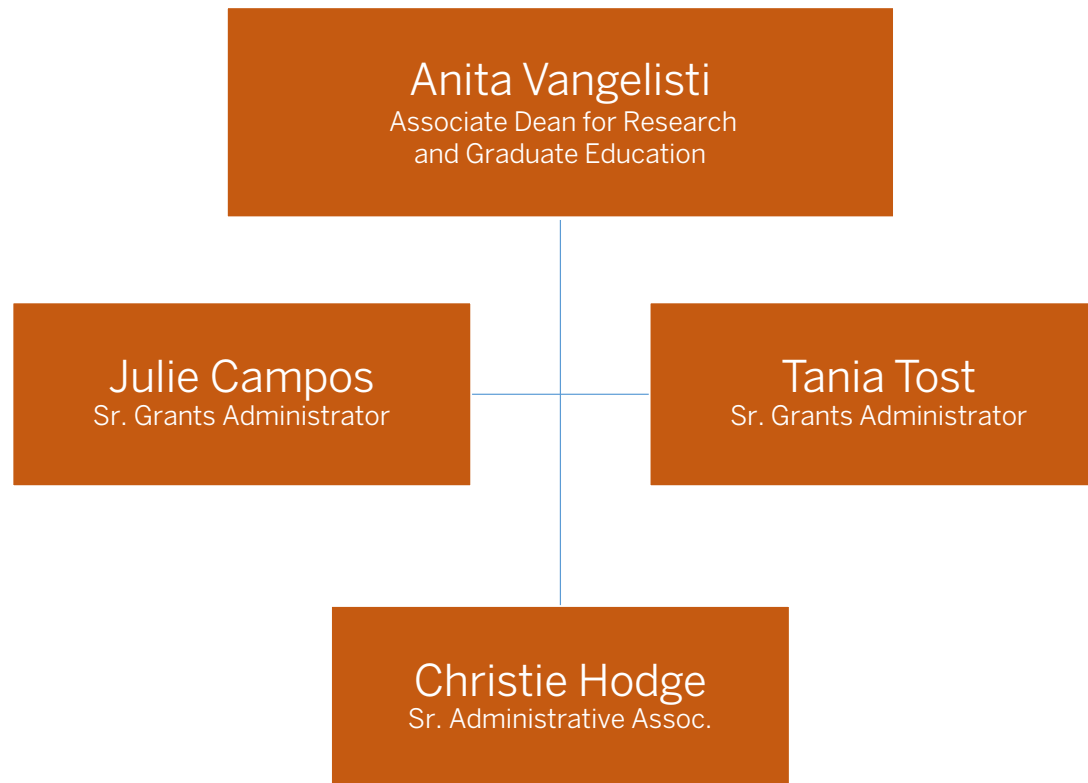 Anita Vangelisti
Associate Dean for Research
and Graduate Education
Julie Campos
Sr. Grants Administrator
Tania Tost
Sr. Grants Administrator
Christie Hodge
Sr. Administrative Assoc.